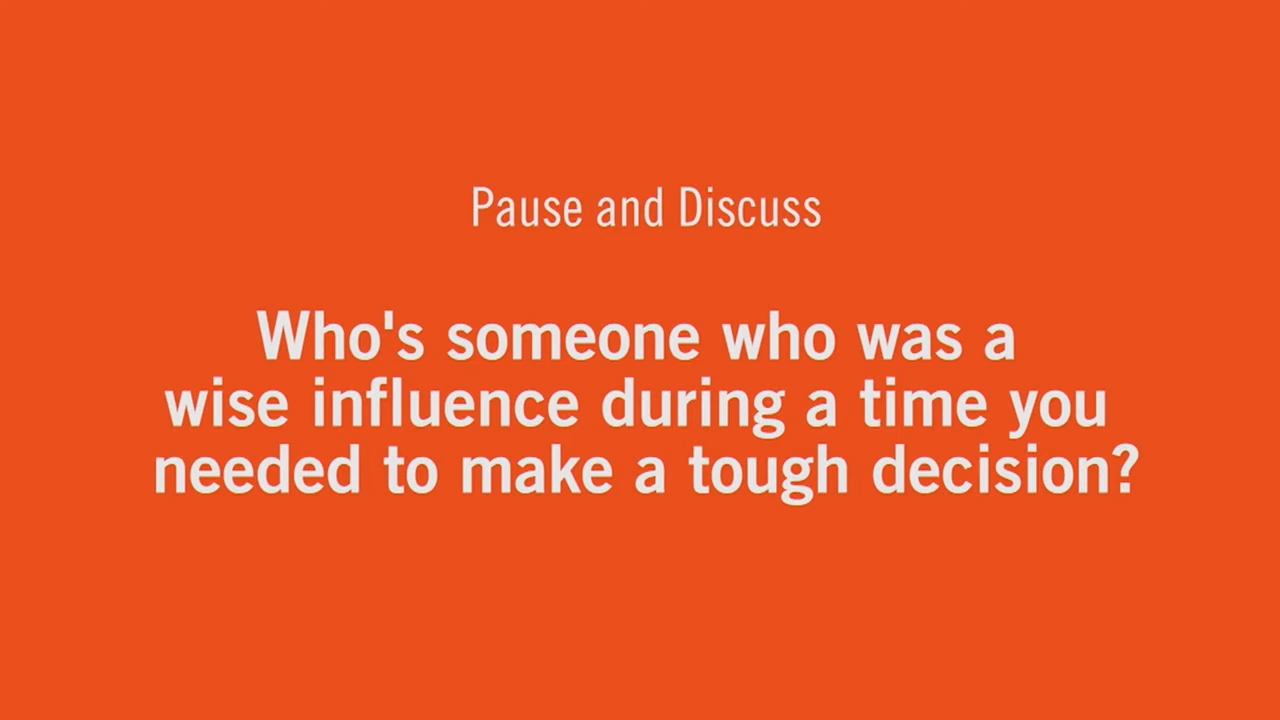 Pause and Discuss
Who's someone who was a
wise influence during a time you
needed to make a tough decision?